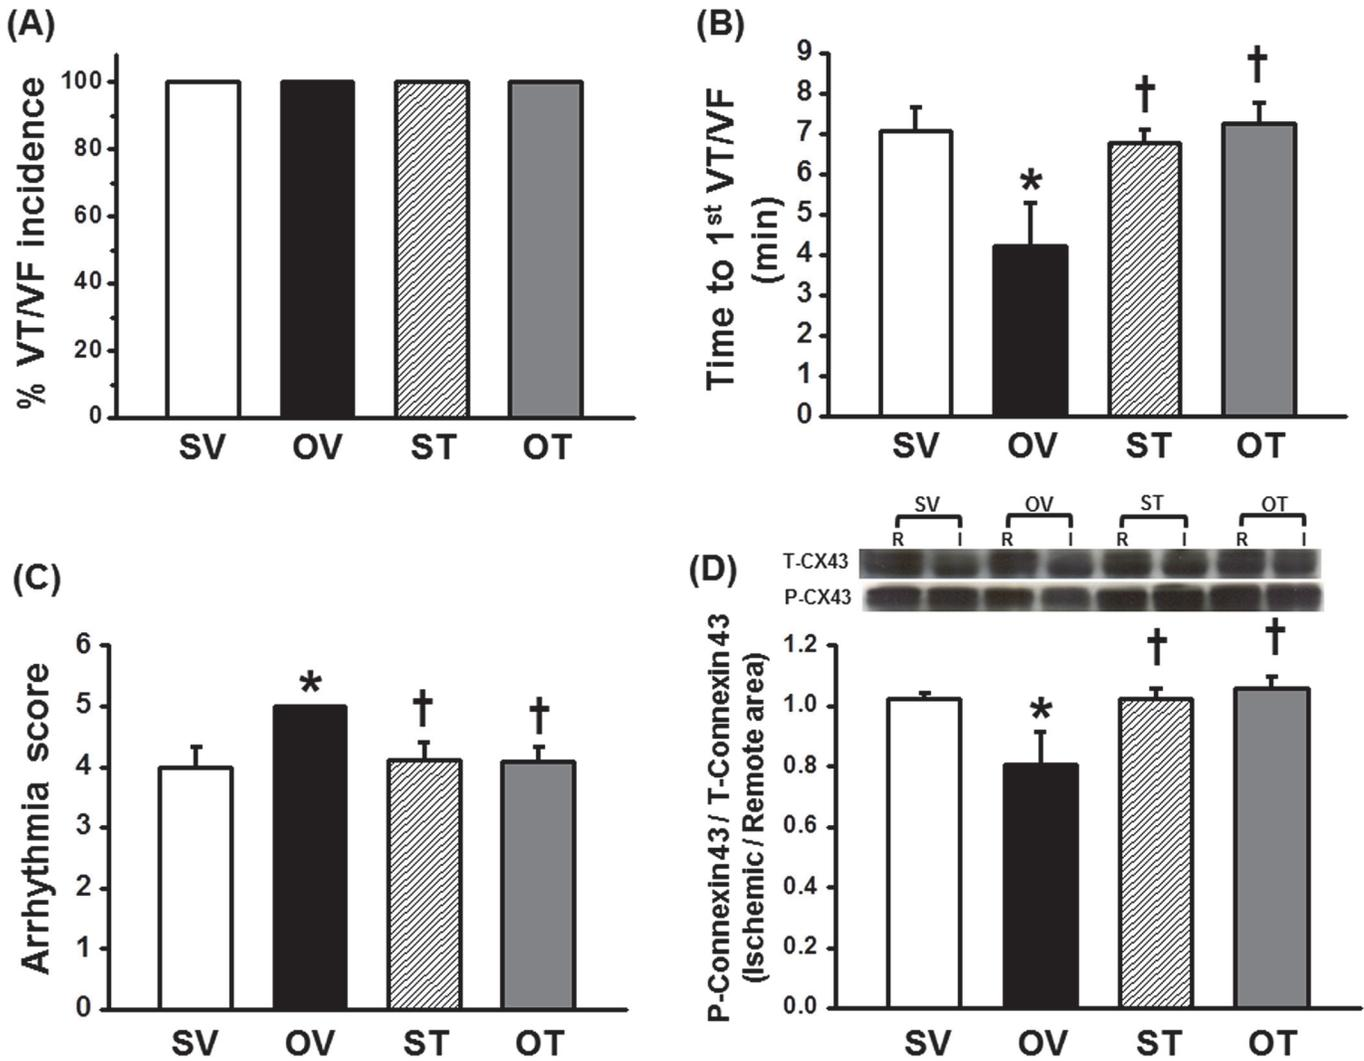 (A)
% VT/VF incidence
100
80
60
40
20
0
SV OV ST OT
(B)
Time to 1st VT/VF
(min)
9
8
7
6
5
4
3
2
1
0
* † †
SV OV ST OT
(C)
Arrhythmia score
6
5
4
3
2
1
0
* † †
SV OV ST OT
(D)
SV OV ST OT
R I R I R I R I
T-CX43
P-CX43
P-Connexin43 / T-Connexin43
(Ischemic / Remote area)
1.2
1.0
0.8
0.6
0.4
0.2
0.0
* † †
SV OV ST OT